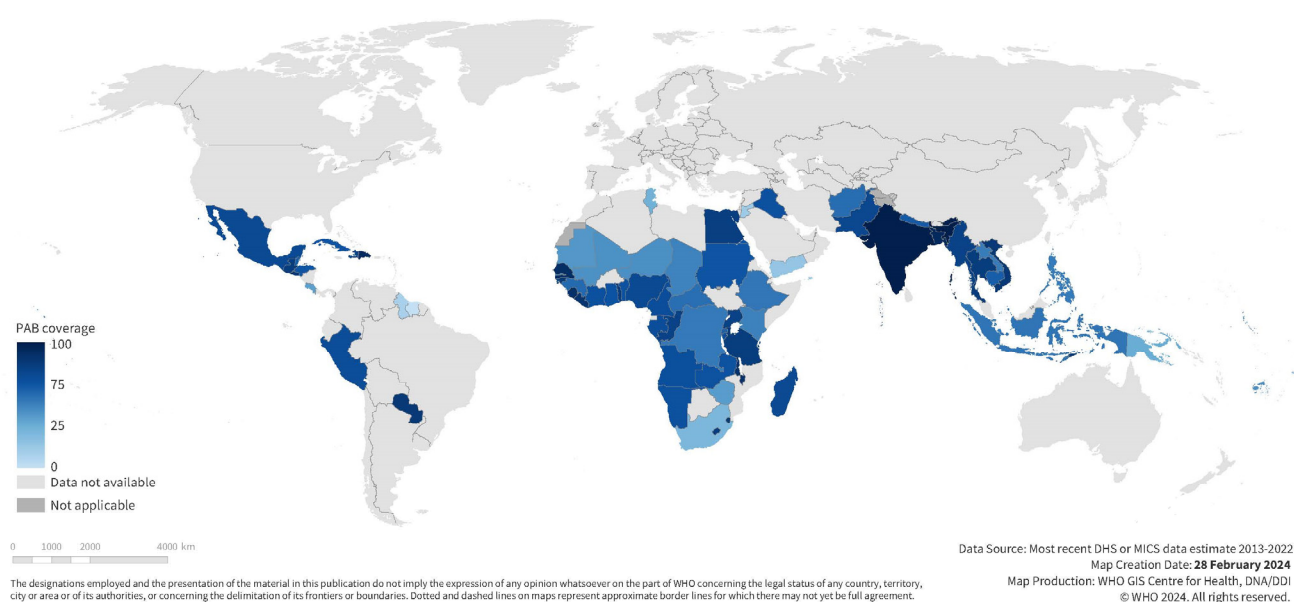 PAB coverage
100
75
25
0
Data not available
Not applicable
0 1000 2000 4000 km
Data Source: Most recent DHS or MICS data estimate 2013-2022
Map Creation Date: 28 February 2024
Map Production: WHO GIS Centre for Health, DNA/DDI
© WHO 2024. All rights reserved.
The designations employed and the presentation of the material in this publication do not imply the expression of any opinion whatsoever on the part of WHO concerning the legal status of any country, territory,
city or area or of its authorities, or concerning the delimitation of its frontiers or boundaries. Dotted and dashed lines on maps represent approximate border lines for which there may not yet be full agreement.